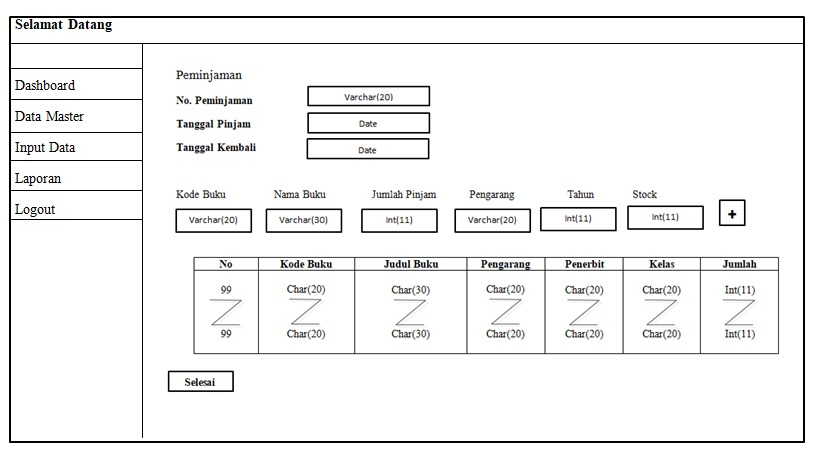 Selamat Datang
Dashboard
Data Master
Input Data
Laporan
Logout
Peminjaman
No. Peminjaman Varchar(20)
Tanggal Pinjam Date
Tanggal Kembali Date
Kode Buku Nama Buku Jumlah Pinjam Pengarang Tahun Stock
Varchar(20) Varchar(30) Int(11) Varchar(20) Int(11) Int(11) +
No Kode Buku Judul Buku Pengarang Penerbit Kelas Jumlah
99 Char(20) Char(30) Char(20) Char(20) Char(20) Int(11)
99 Char(20) Char(30) Char(20) Char(20) Char(20) Int(11)
Selesai